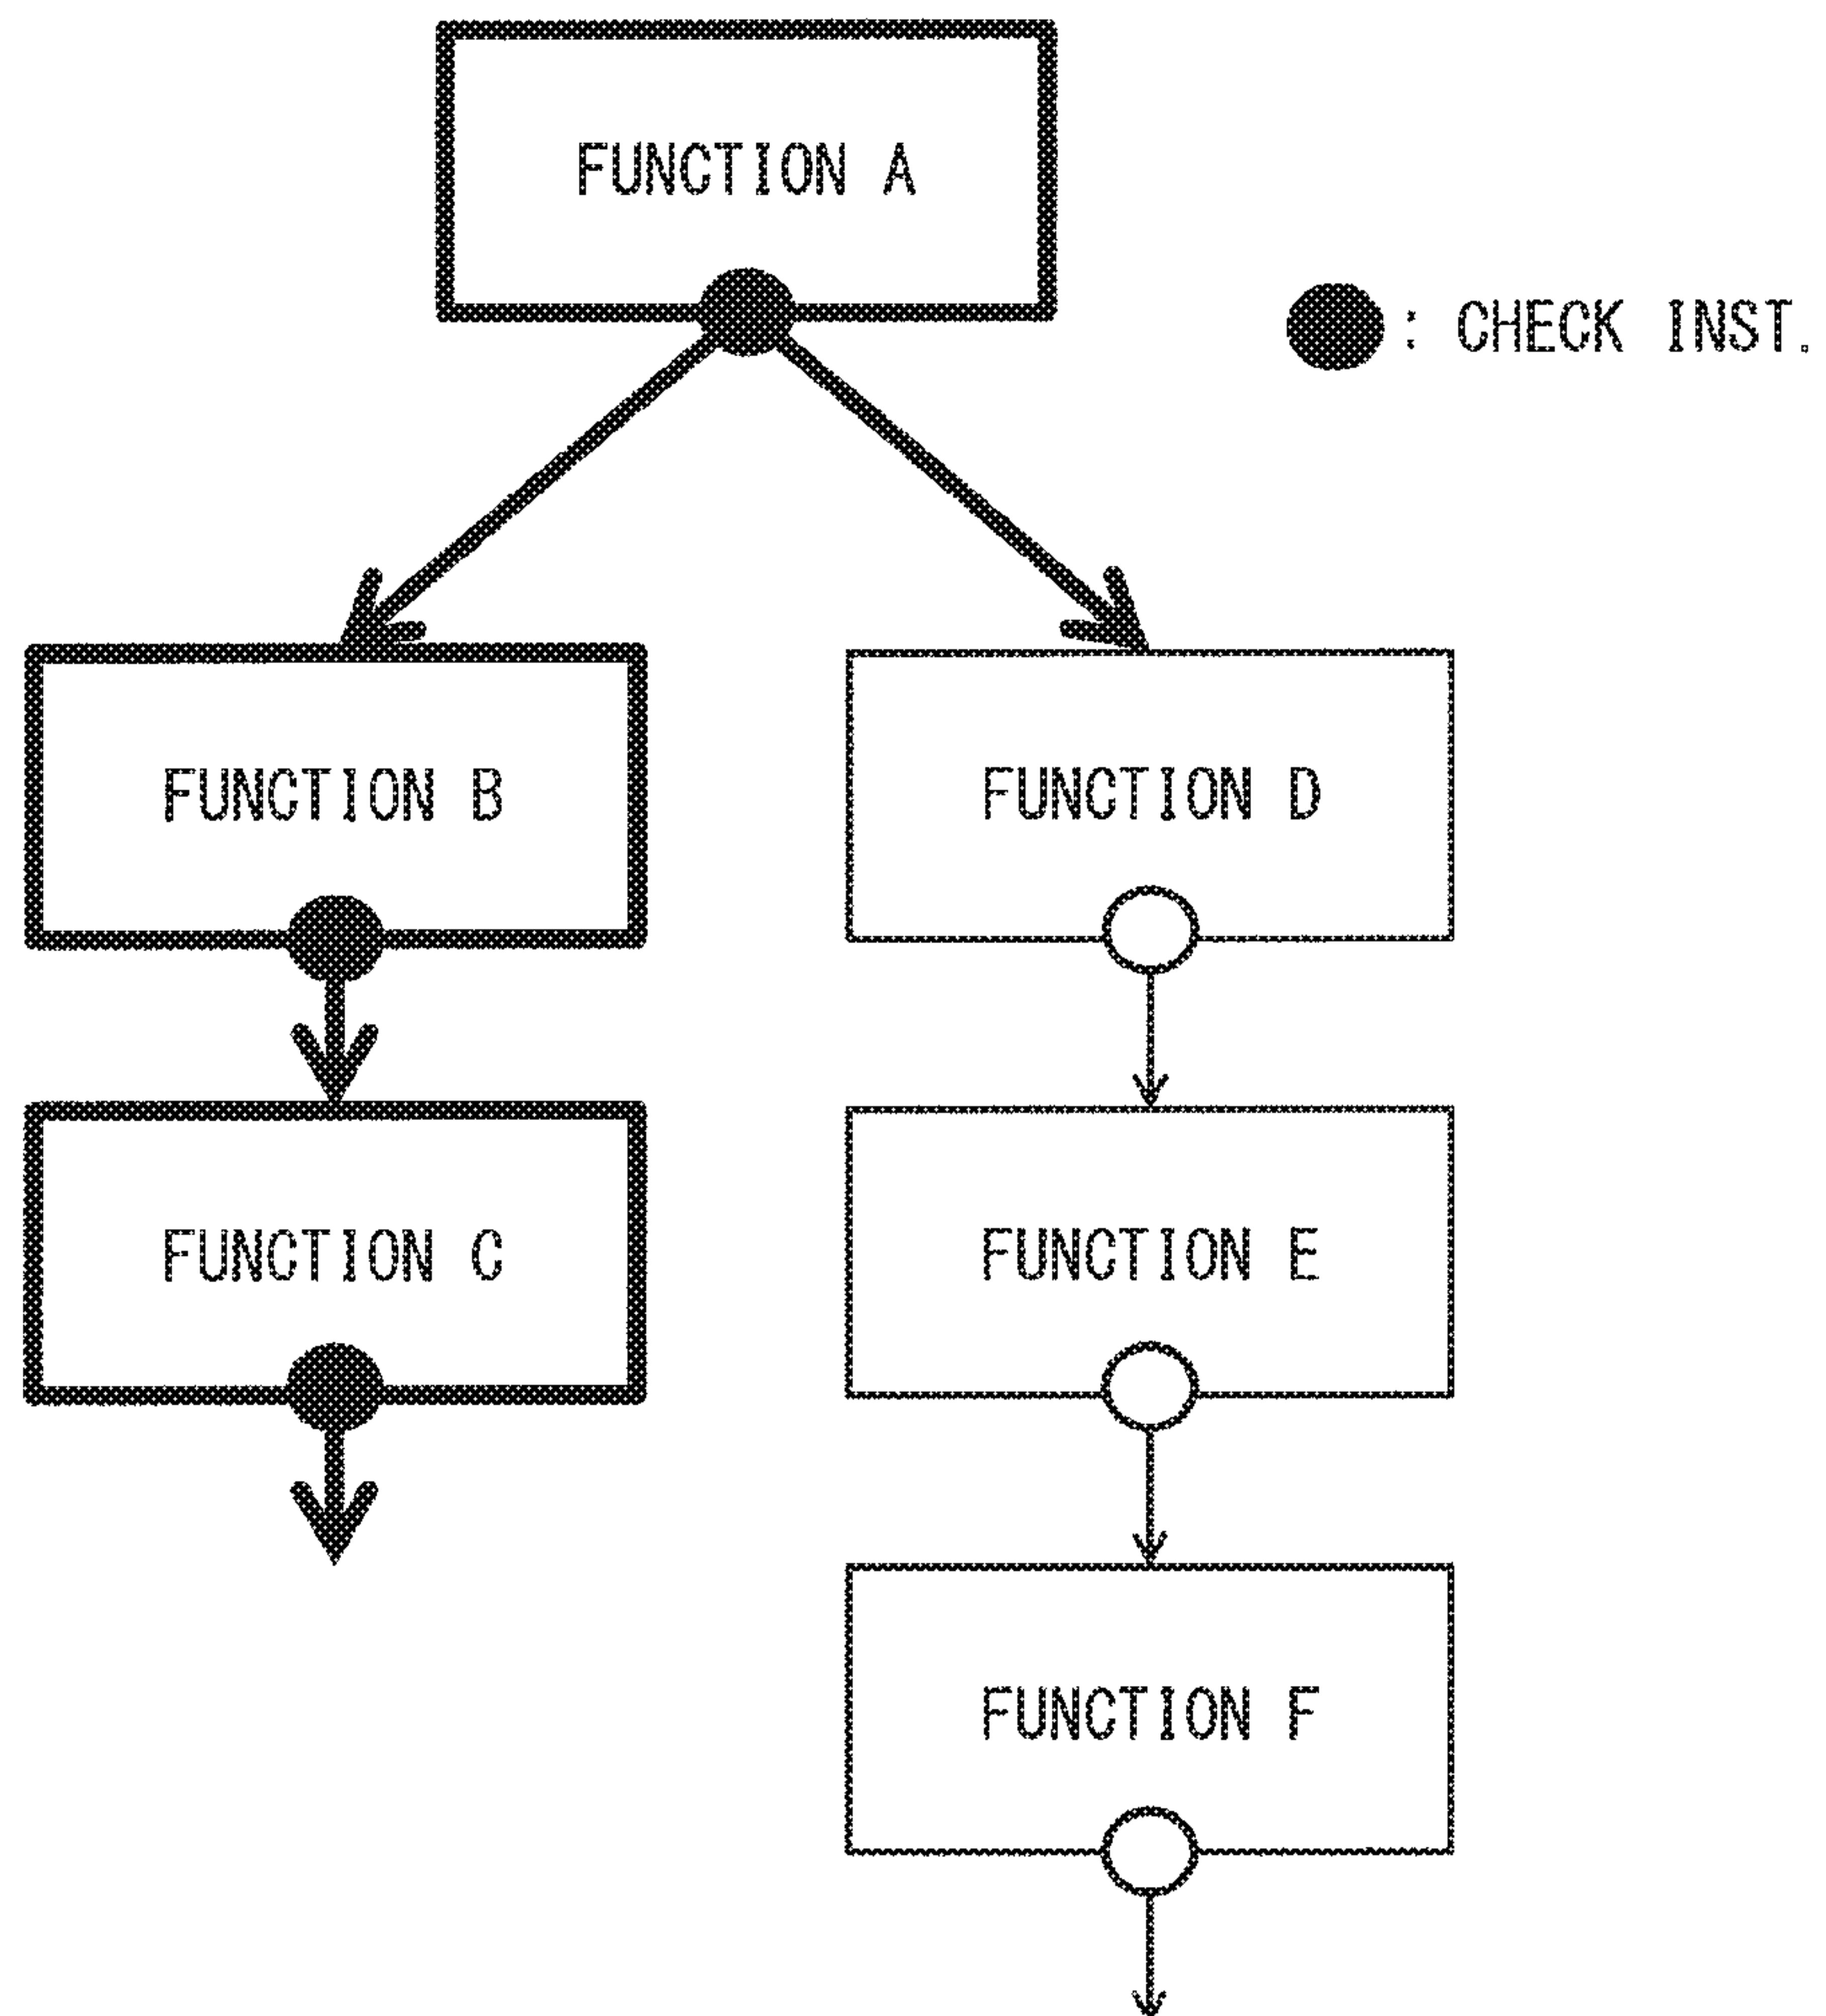 FUNCTION A
: CHECK INST.
FUNCTION B
FUNCTION D
FUNCTION C
FUNCTION E
FUNCTION F